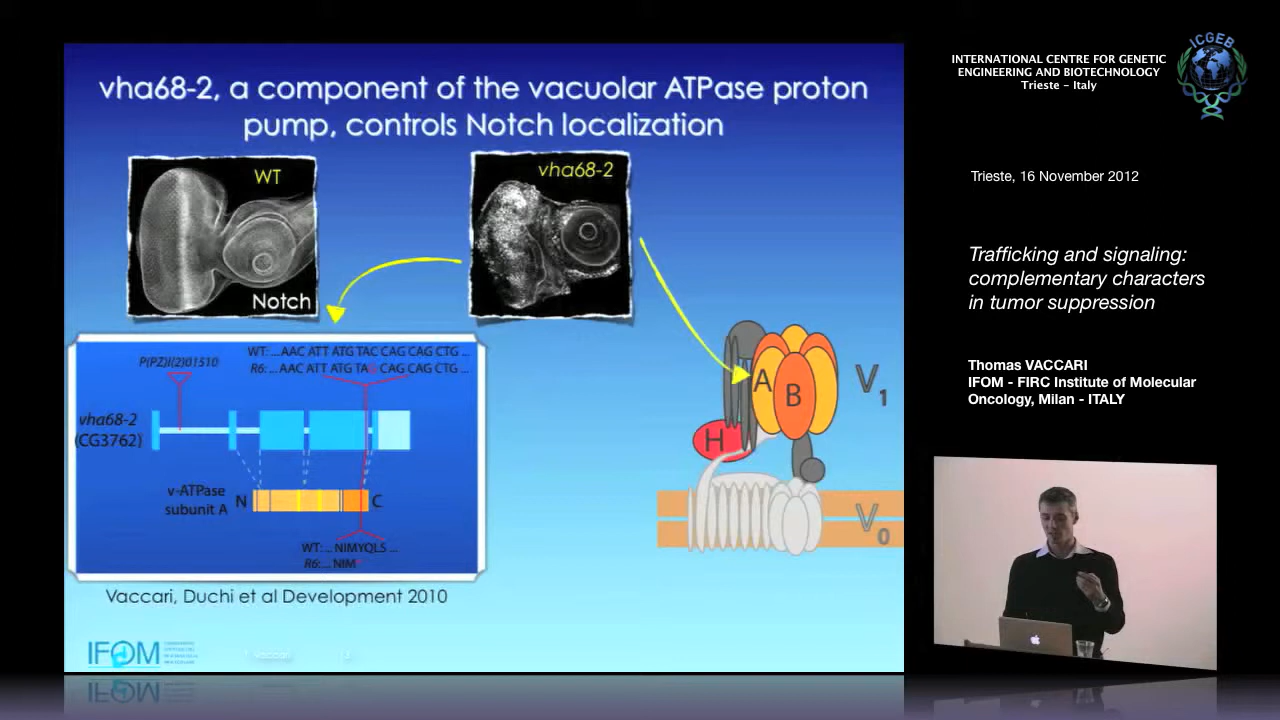 vha68-2, a component of the vacuolar ATPase proton
pump, controls Notch localization
WT
Notch
vha68-2
P(PZ)l(2)01510
WT: ... AAC ATT ATG TAC CAG CAG CTG ...
R6: ... AAC ATT ATG TAG CAG CAG CTG ...
vha68-2
(CG3762)
v-ATPase
subunit A
N
C
WT: ... NIMYQLS ...
R6: ... NIM*
A
B
H
V1
V0
Vaccari, Duchi et al Development 2010
IFOM
T. Vaccari
ICGEB
INTERNATIONAL CENTRE FOR GENETIC
ENGINEERING AND BIOTECHNOLOGY
Trieste - Italy
Trieste, 16 November 2012
Trafficking and signaling:
complementary characters
in tumor suppression
Thomas VACCARI
IFOM - FIRC Institute of Molecular
Oncology, Milan - ITALY